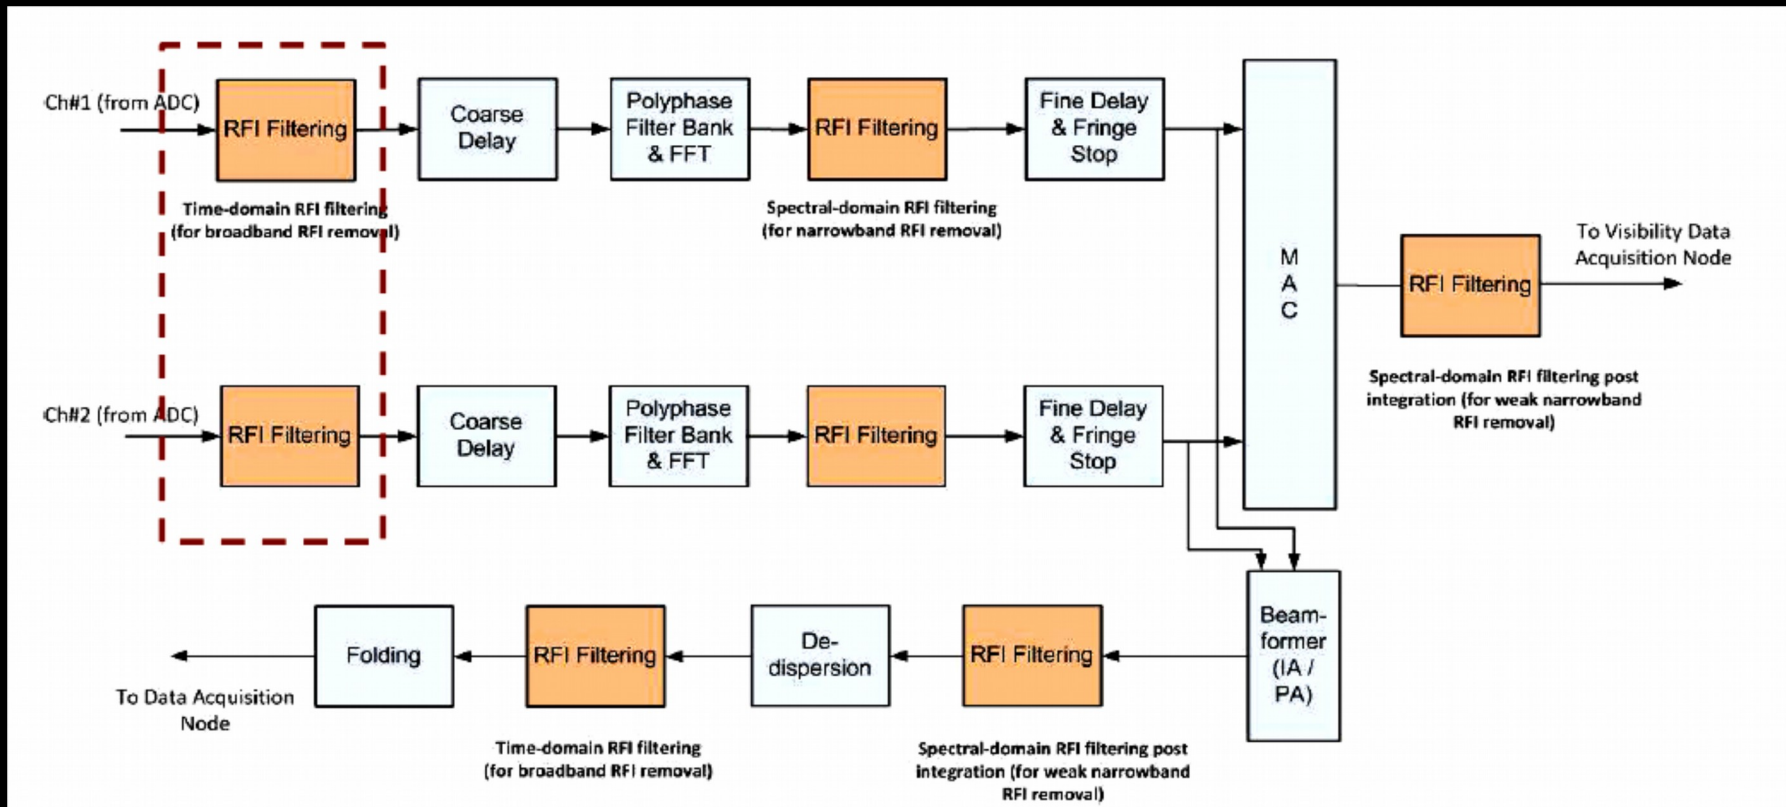 Ch#1 (from ADC)
RFI Filtering
Time-domain RFI filtering
(for broadband RFI removal)
Coarse
Delay
Polyphase
Filter Bank
& FFT
RFI Filtering
Spectral-domain RFI filtering
(for narrowband RFI removal)
Fine Delay
& Fringe
Stop
M
A
C
RFI Filtering
To Visibility Data
Acquisition Node
Spectral-domain RFI filtering post
integration (for weak narrowband
RFI removal)
Ch#2 (from ADC)
RFI Filtering
Coarse
Delay
Polyphase
Filter Bank
& FFT
RFI Filtering
Fine Delay
& Fringe
Stop
Beam-
former
(IA /
PA)
RFI Filtering
Spectral-domain RFI filtering post
integration (for weak narrowband
RFI removal)
De-
dispersion
RFI Filtering
Time-domain RFI filtering
(for broadband RFI removal)
Folding
To Data Acquisition
Node